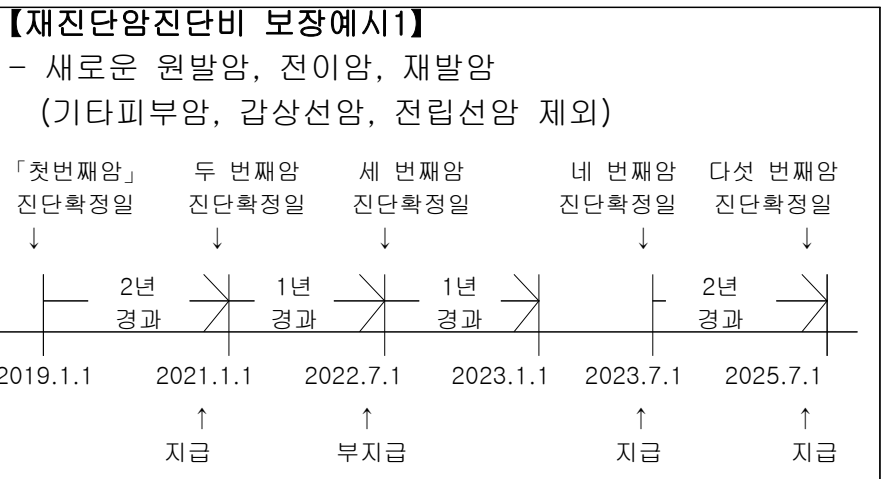 【재진단암진단비 보장예시1】
- 새로운 원발암, 전이암, 재발암
(기타피부암, 갑상선암, 전립선암 제외)
「첫번째암」 두 번째암 세 번째암 네 번째암 다섯 번째암
진단확정일 진단확정일 진단확정일 진단확정일 진단확정일
↓ ↓ ↓ ↓ ↓
2년 1년 1년 2년
경과 경과 경과 경과
2019.1.1 2021.1.1 2022.7.1 2023.1.1 2023.7.1 2025.7.1
↑ ↑ ↑ ↑
지급 부지급 지급 지급